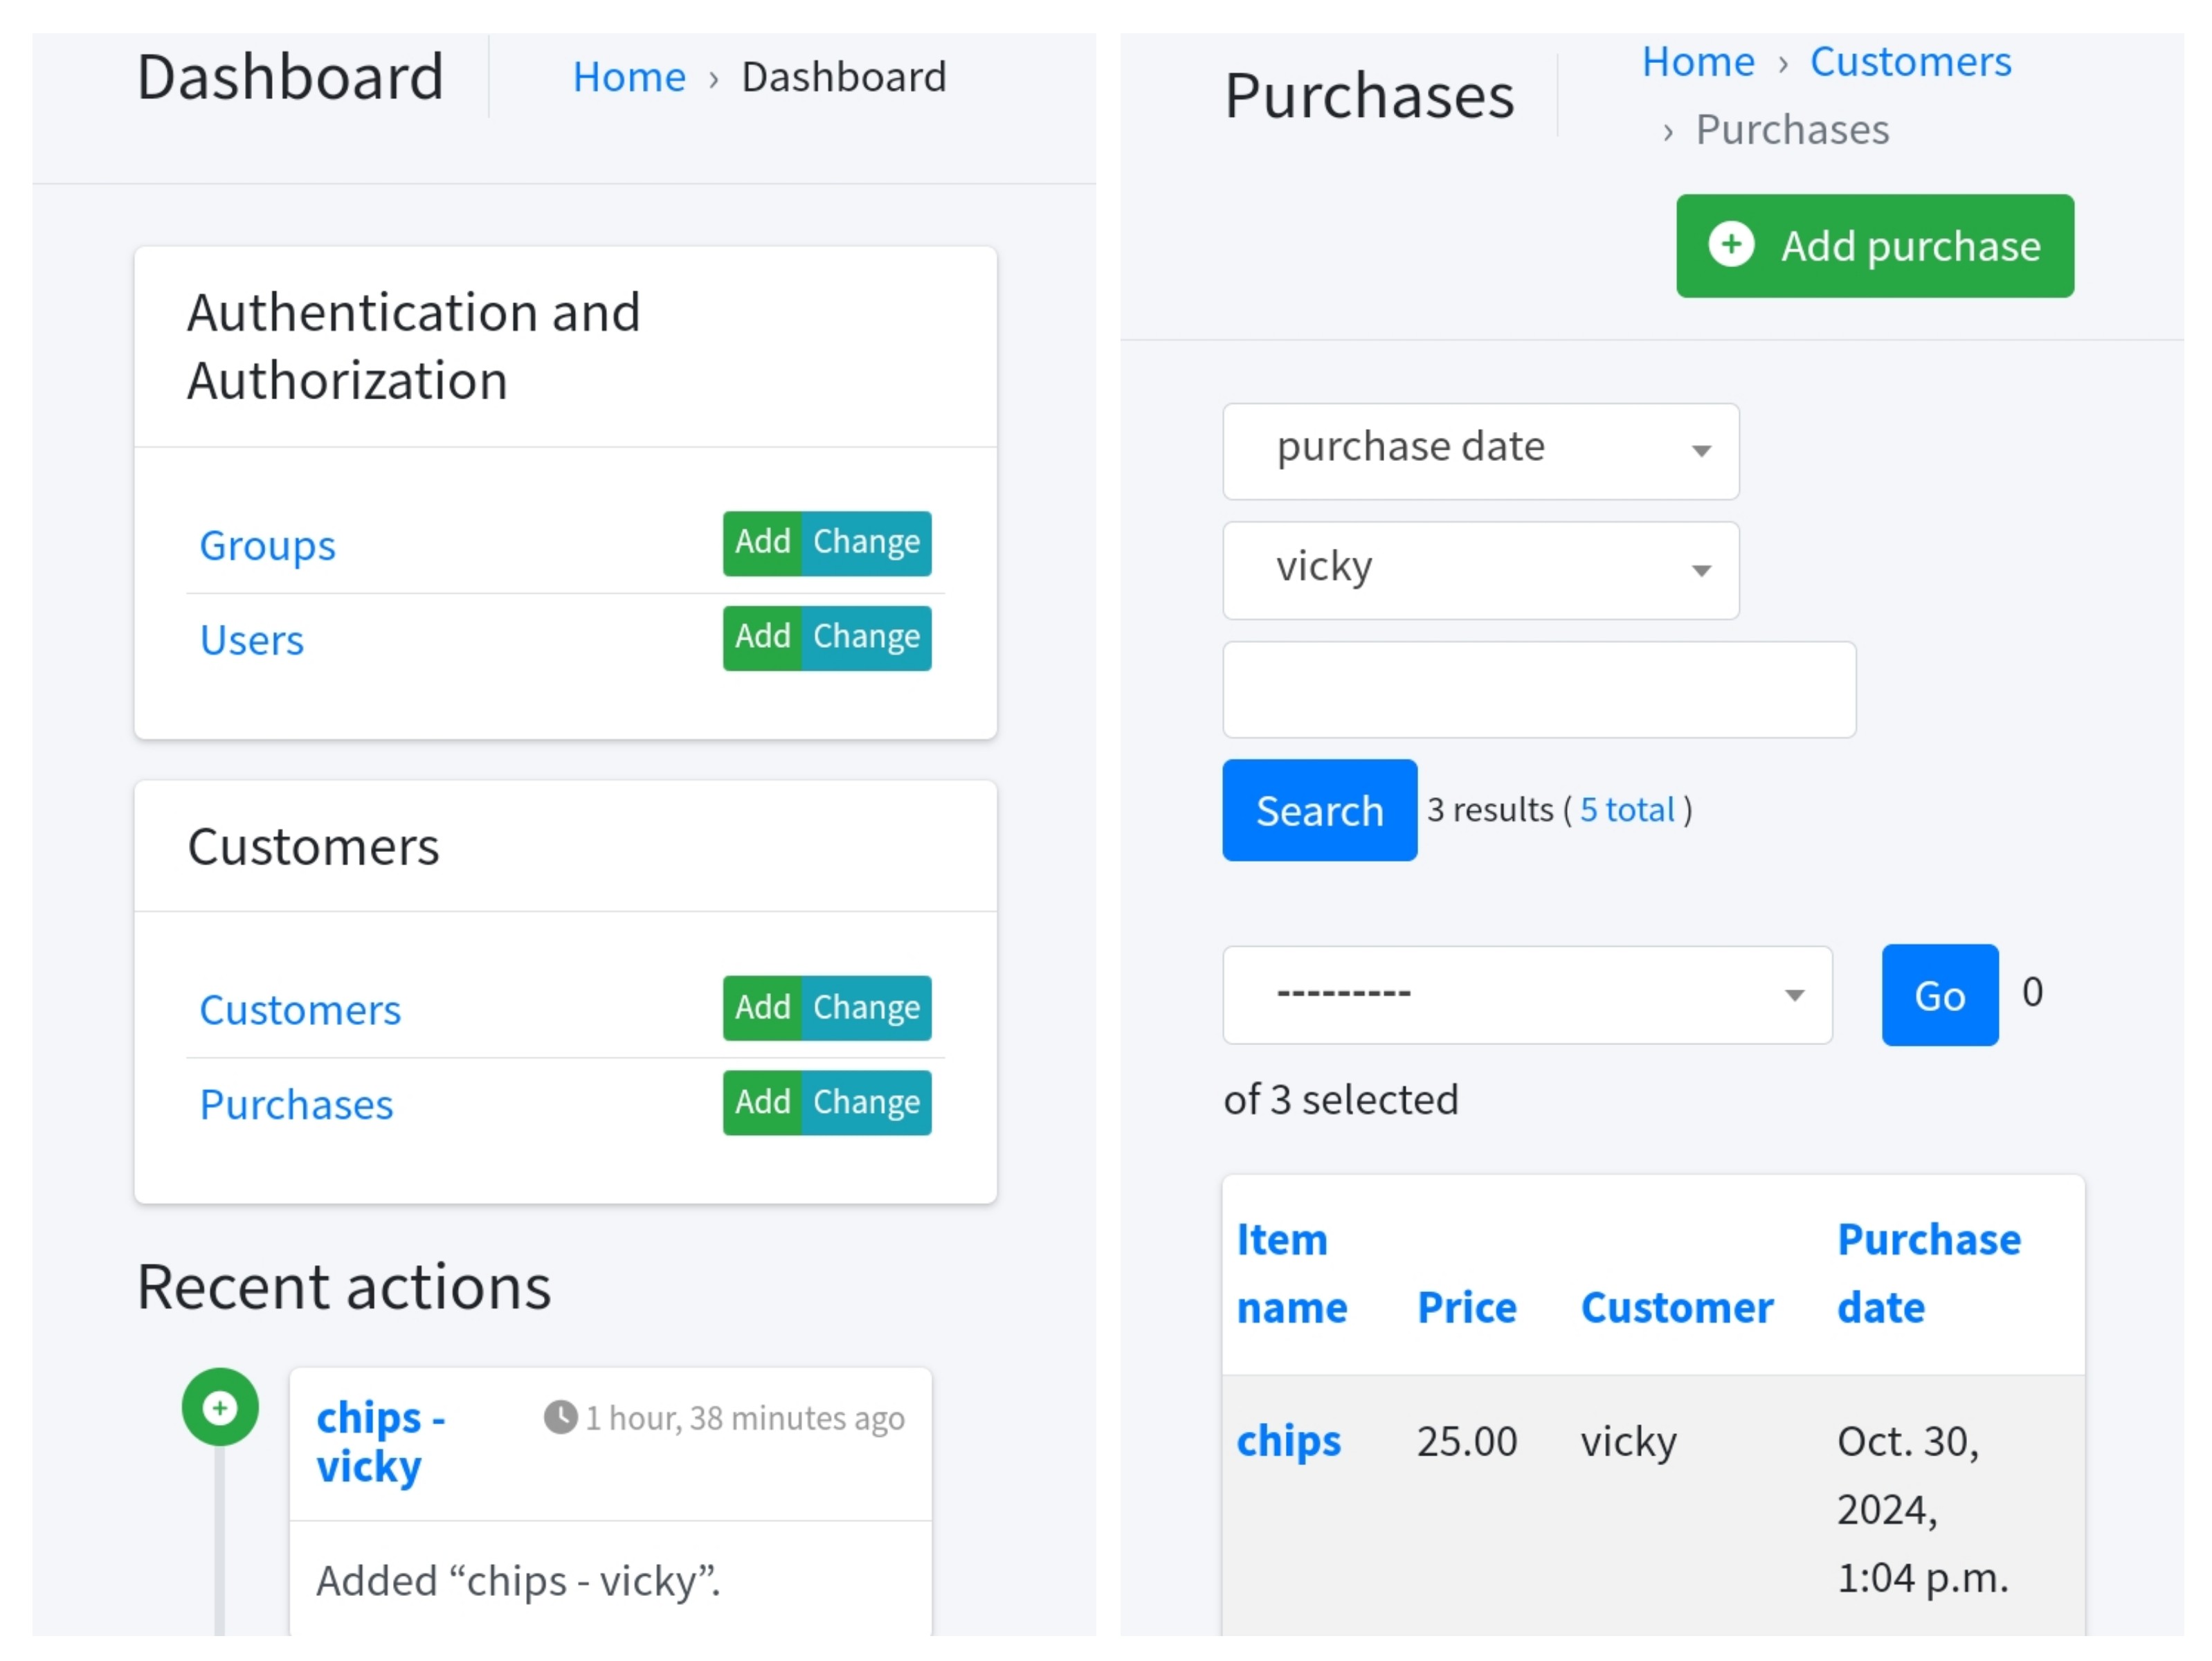 Dashboard
Home › Dashboard
Authentication and
Authorization
Groups Add Change
Users Add Change
Customers
Customers Add Change
Purchases Add Change
Recent actions
chips - 1 hour, 38 minutes ago
vicky
Added “chips - vicky”.
Purchases
Home › Customers
› Purchases
Add purchase
purchase date
vicky
Search 3 results ( 5 total )
--------- Go 0
of 3 selected
Item Purchase
name Price Customer date
chips 25.00 vicky Oct. 30,
2024,
1:04 p.m.